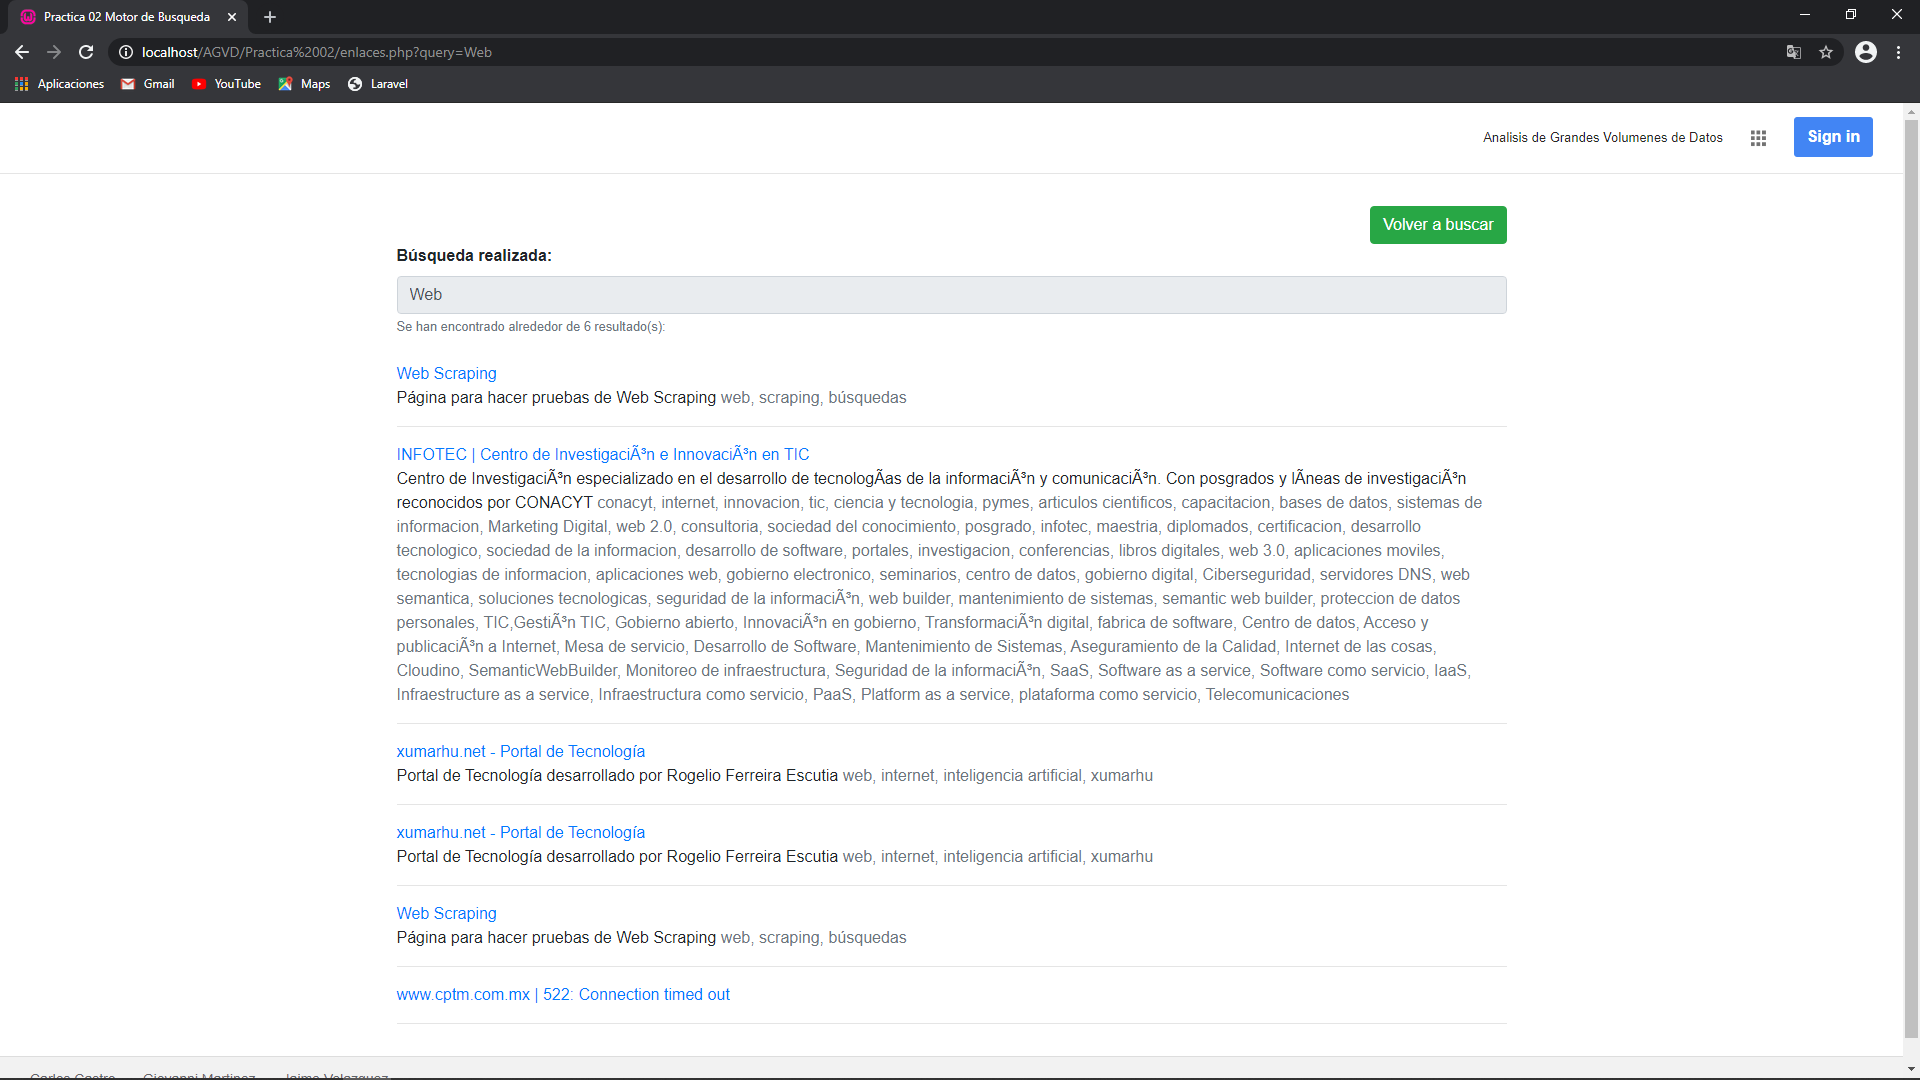 Practica 02 Motor de Busqueda
localhost/AGVD/Practica%2002/enlaces.php?query=Web
Aplicaciones Gmail YouTube Maps Laravel
Analisis de Grandes Volumenes de Datos Sign in
Volver a buscar
Búsqueda realizada:
Web
Se han encontrado alrededor de 6 resultado(s):
Web Scraping
Página para hacer pruebas de Web Scraping web, scraping, búsquedas
INFOTEC | Centro de InvestigaciÃ³n e InnovaciÃ³n en TIC
Centro de InvestigaciÃ³n especializado en el desarrollo de tecnologÃas de la informaciÃ³n y comunicaciÃ³n. Con posgrados y lÃneas de investigaciÃ³n
reconocidos por CONACYT conacyt, internet, innovacion, tic, ciencia y tecnologia, pymes, articulos cientificos, capacitacion, bases de datos, sistemas de
informacion, Marketing Digital, web 2.0, consultoria, sociedad del conocimiento, posgrado, infotec, maestria, diplomados, certificacion, desarrollo
tecnologico, sociedad de la informacion, desarrollo de software, portales, investigacion, conferencias, libros digitales, web 3.0, aplicaciones moviles,
tecnologias de informacion, aplicaciones web, gobierno electronico, seminarios, centro de datos, gobierno digital, Ciberseguridad, servidores DNS, web
semantica, soluciones tecnologicas, seguridad de la informaciÃ³n, web builder, mantenimiento de sistemas, semantic web builder, proteccion de datos
personales, TIC,GestiÃ³n TIC, Gobierno abierto, InnovaciÃ³n en gobierno, TransformaciÃ³n digital, fabrica de software, Centro de datos, Acceso y
publicaciÃ³n a Internet, Mesa de servicio, Desarrollo de Software, Mantenimiento de Sistemas, Aseguramiento de la Calidad, Internet de las cosas,
Cloudino, SemanticWebBuilder, Monitoreo de infraestructura, Seguridad de la informaciÃ³n, SaaS, Software as a service, Software como servicio, IaaS,
Infraestructure as a service, Infraestructura como servicio, PaaS, Platform as a service, plataforma como servicio, Telecomunicaciones
xumarhu.net - Portal de Tecnología
Portal de Tecnología desarrollado por Rogelio Ferreira Escutia web, internet, inteligencia artificial, xumarhu
xumarhu.net - Portal de Tecnología
Portal de Tecnología desarrollado por Rogelio Ferreira Escutia web, internet, inteligencia artificial, xumarhu
Web Scraping
Página para hacer pruebas de Web Scraping web, scraping, búsquedas
www.cptm.com.mx | 522: Connection timed out
Carlos Castro Giovanni Martinez Jaime Velazquez